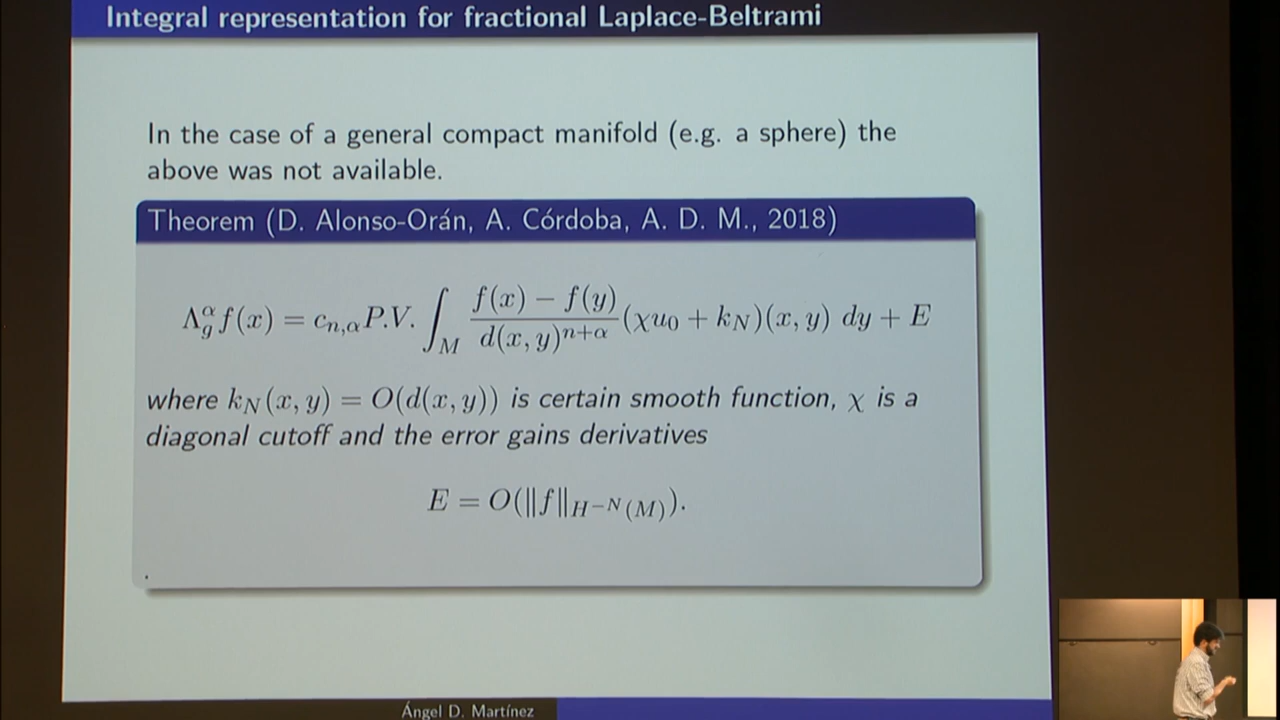 Integral representation for fractional Laplace-Beltrami
In the case of a general compact manifold (e.g. a sphere) the
above was not available.
Theorem (D. Alonso-Orán, A. Córdoba, A. D. M., 2018)
Λ_g^α f(x) = c_{n,α} P.V. ∫_M \frac{f(x) − f(y)}{d(x, y)^{n+α}} (χu_0 + k_N)(x, y) dy + E
where k_N(x, y) = O(d(x, y)) is certain smooth function, χ is a
diagonal cutoff and the error gains derivatives
E = O(‖f‖_{H^{−N}(M)}).
.
Ángel D. Martínez